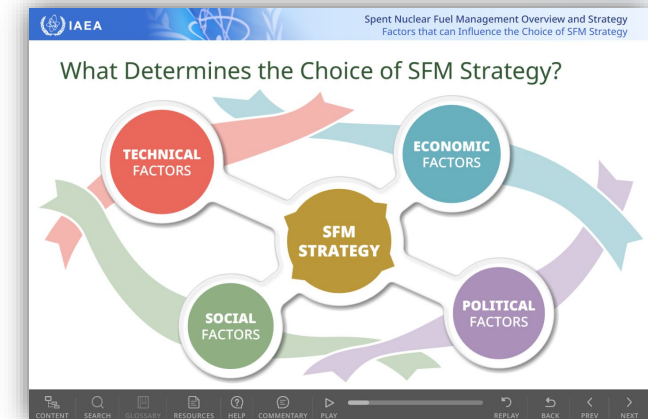 IAEA
Spent Nuclear Fuel Management Overview and Strategy
Factors that can Influence the Choice of SFM Strategy
What Determines the Choice of SFM Strategy?
TECHNICAL
FACTORS
ECONOMIC
FACTORS
SFM
STRATEGY
SOCIAL
FACTORS
POLITICAL
FACTORS
CONTENT SEARCH GLOSSARY RESOURCES HELP COMMENTARY PLAY REPLAY BACK PREV NEXT